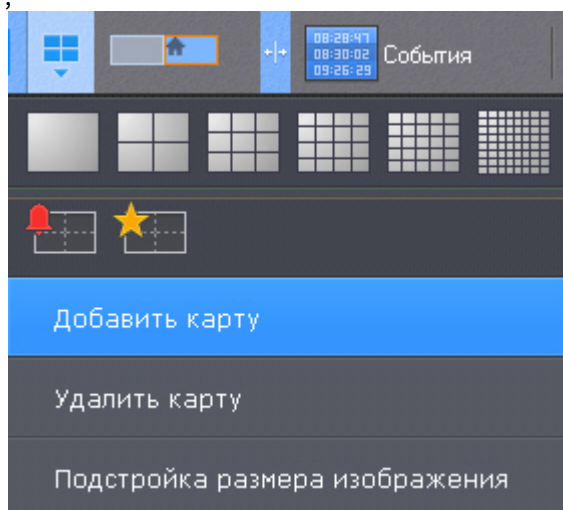 ,
08:28:47
08:30:02
09:26:29
События
Добавить карту
Удалить карту
Подстройка размера изображения